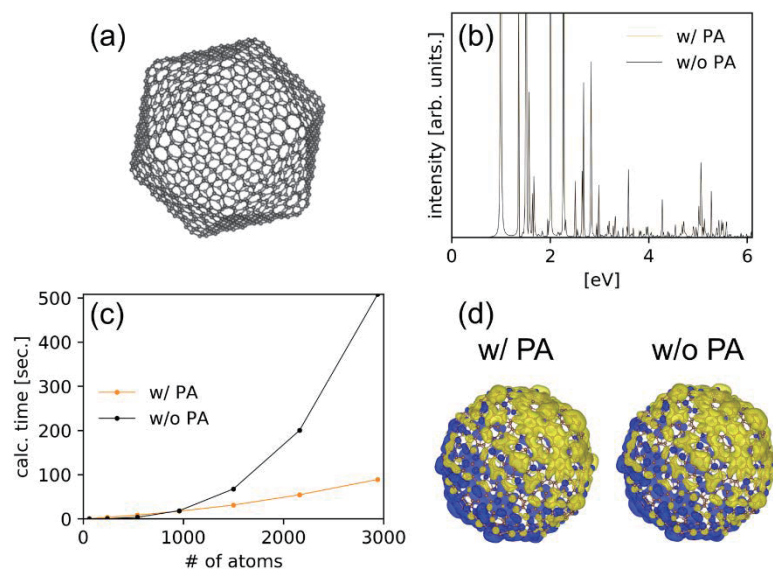 (a)
(b)
w/ PA
w/o PA
intensity [arb. units.]
0 2 4 6
[eV]
(c)
500
400
300
200
100
0
calc. time [sec.]
w/ PA
w/o PA
0 1000 2000 3000
# of atoms
(d)
w/ PA w/o PA